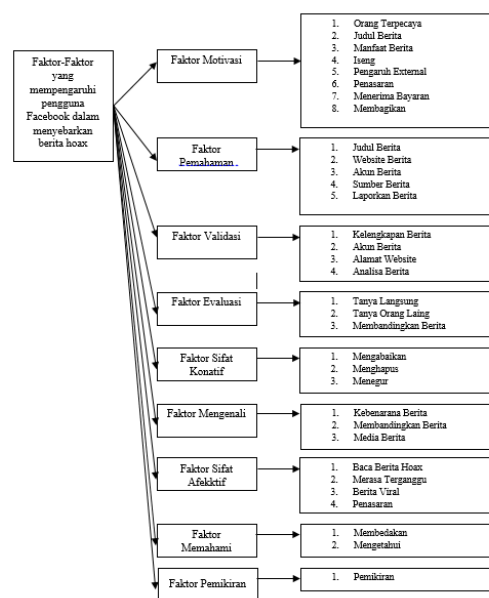 Faktor-Faktor
yang
mempengaruhi
pengguna
Facebook dalam
menyebarkan
berita hoax
Faktor Motivasi
1. Orang Terpecaya
2. Judul Berita
3. Manfaat Berita
4. Iseng
5. Pengaruh External
6. Penasaran
7. Menerima Bayaran
8. Membagikan
Faktor
Pemahaman .
1. Judul Berita
2. Website Berita
3. Akun Berita
4. Sumber Berita
5. Laporkan Berita
Faktor Validasi
1. Kelengkapan Berita
2. Akun Berita
3. Alamat Website
4. Analisa Berita
Faktor Evaluasi
1. Tanya Langsung
2. Tanya Orang Laing
3. Membandingkan Berita
Faktor Sifat
Konatif
1. Mengabaikan
2. Menghapus
3. Menegur
Faktor Mengenali
1. Kebenarana Berita
2. Membandingkan Berita
3. Media Berita
Faktor Sifat
Afekktif
1. Baca Berita Hoax
2. Merasa Terganggu
3. Berita Viral
4. Penasaran
Faktor
Memahami
1. Membedakan
2. Mengetahui
Faktor Pemikiran
1. Pemikiran